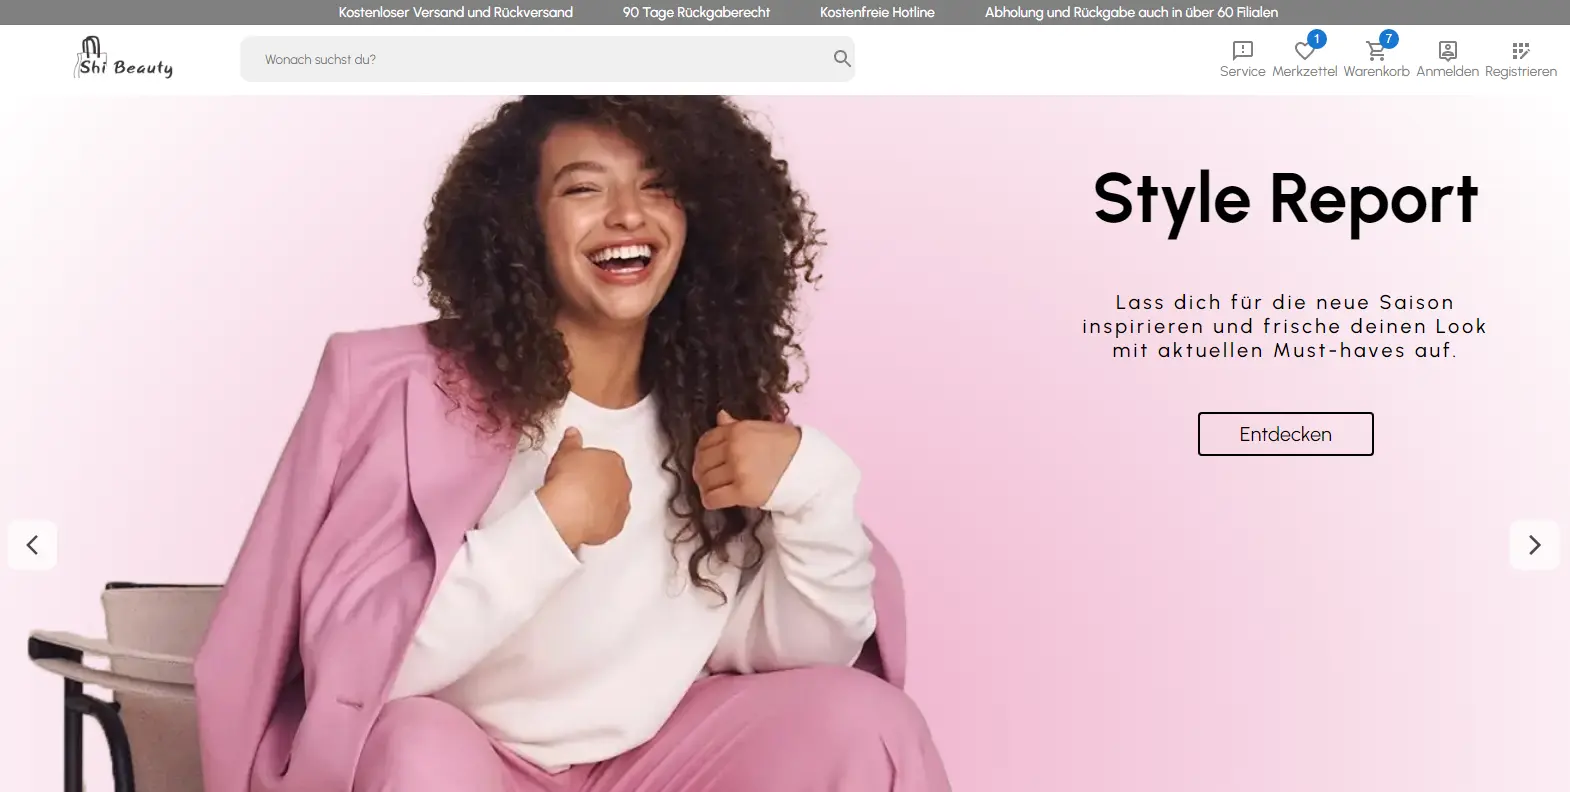 Kostenloser Versand und Rückversand
90 Tage Rückgaberecht
Kostenfreie Hotline
Abholung und Rückgabe auch in über 60 Filialen
Shi Beauty
Wonach suchst du?
Service
1
Merkzettel
7
Warenkorb
Anmelden
Registrieren
Style Report
Lass dich für die neue Saison
inspirieren und frische deinen Look
mit aktuellen Must-haves auf.
Entdecken